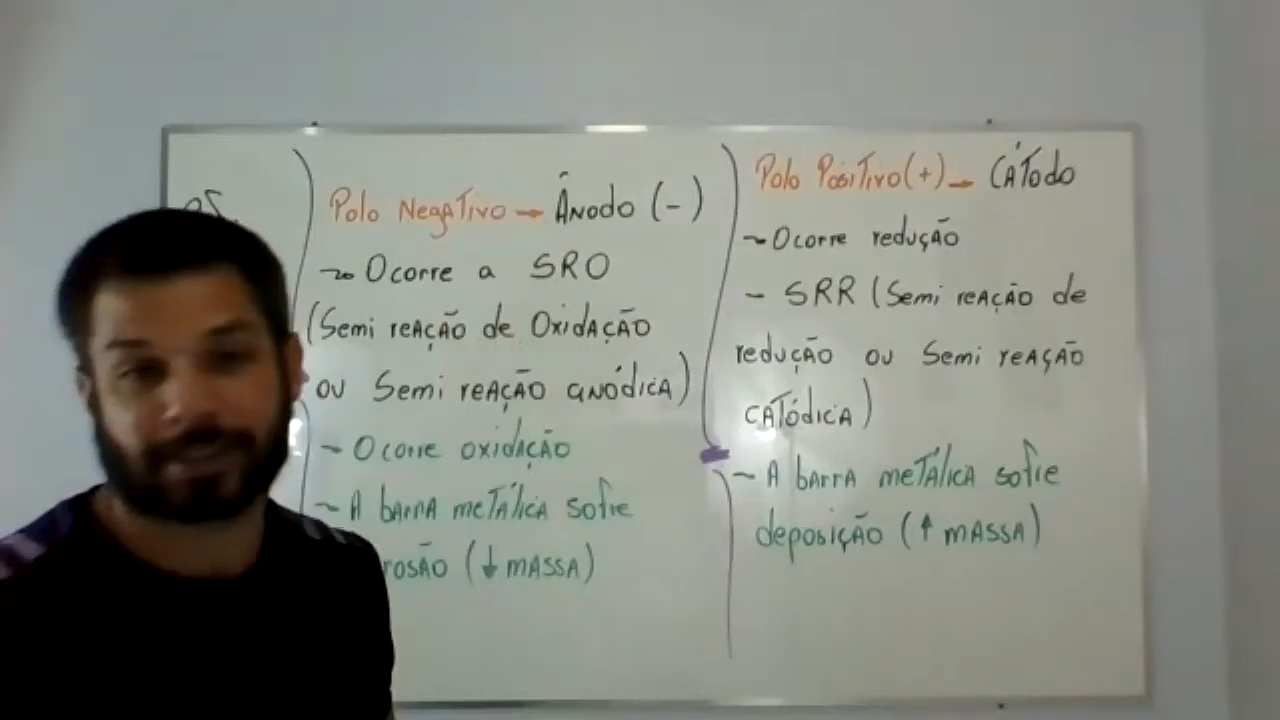 Polo Negativo → Ânodo (-)
~ Ocorre a SRO
(Semi reação de Oxidação
ou Semi reação anódica)
~ Ocorre oxidação
~ A barra metálica sofre
rosão (↓ massa)
Polo Positivo (+) → Cátodo
~ Ocorre redução
- SRR (Semi reação de
redução ou Semi reação
catódica)
~ A barra metálica sofre
deposição (↑ massa)